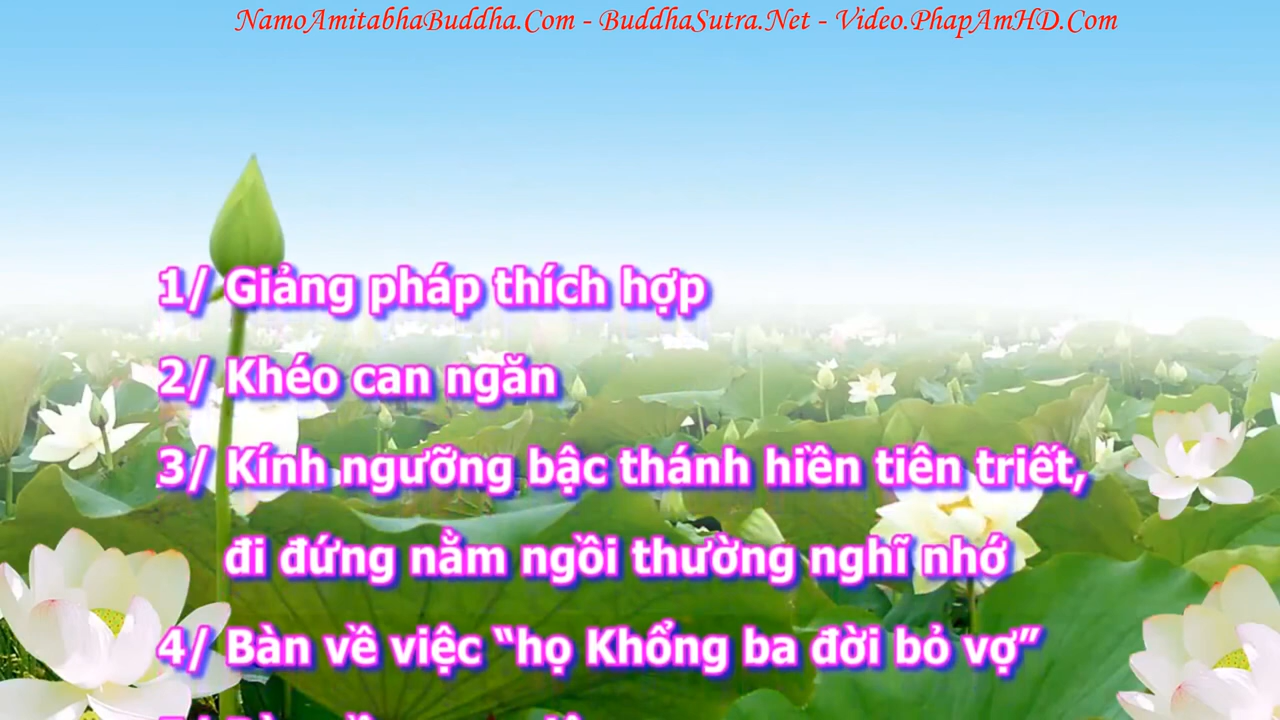 NamoAmitabhaBuddha.Com - BuddhaSutra.Net - Video.PhapAmHD.Com
1/ Giảng pháp thích hợp
2/ Khéo can ngăn
3/ Kính ngưỡng bậc thánh hiền tiên triết,
đi đứng nằm ngồi thường nghĩ nhớ
4/ Bàn về việc “họ Khổng ba đời bỏ vợ”